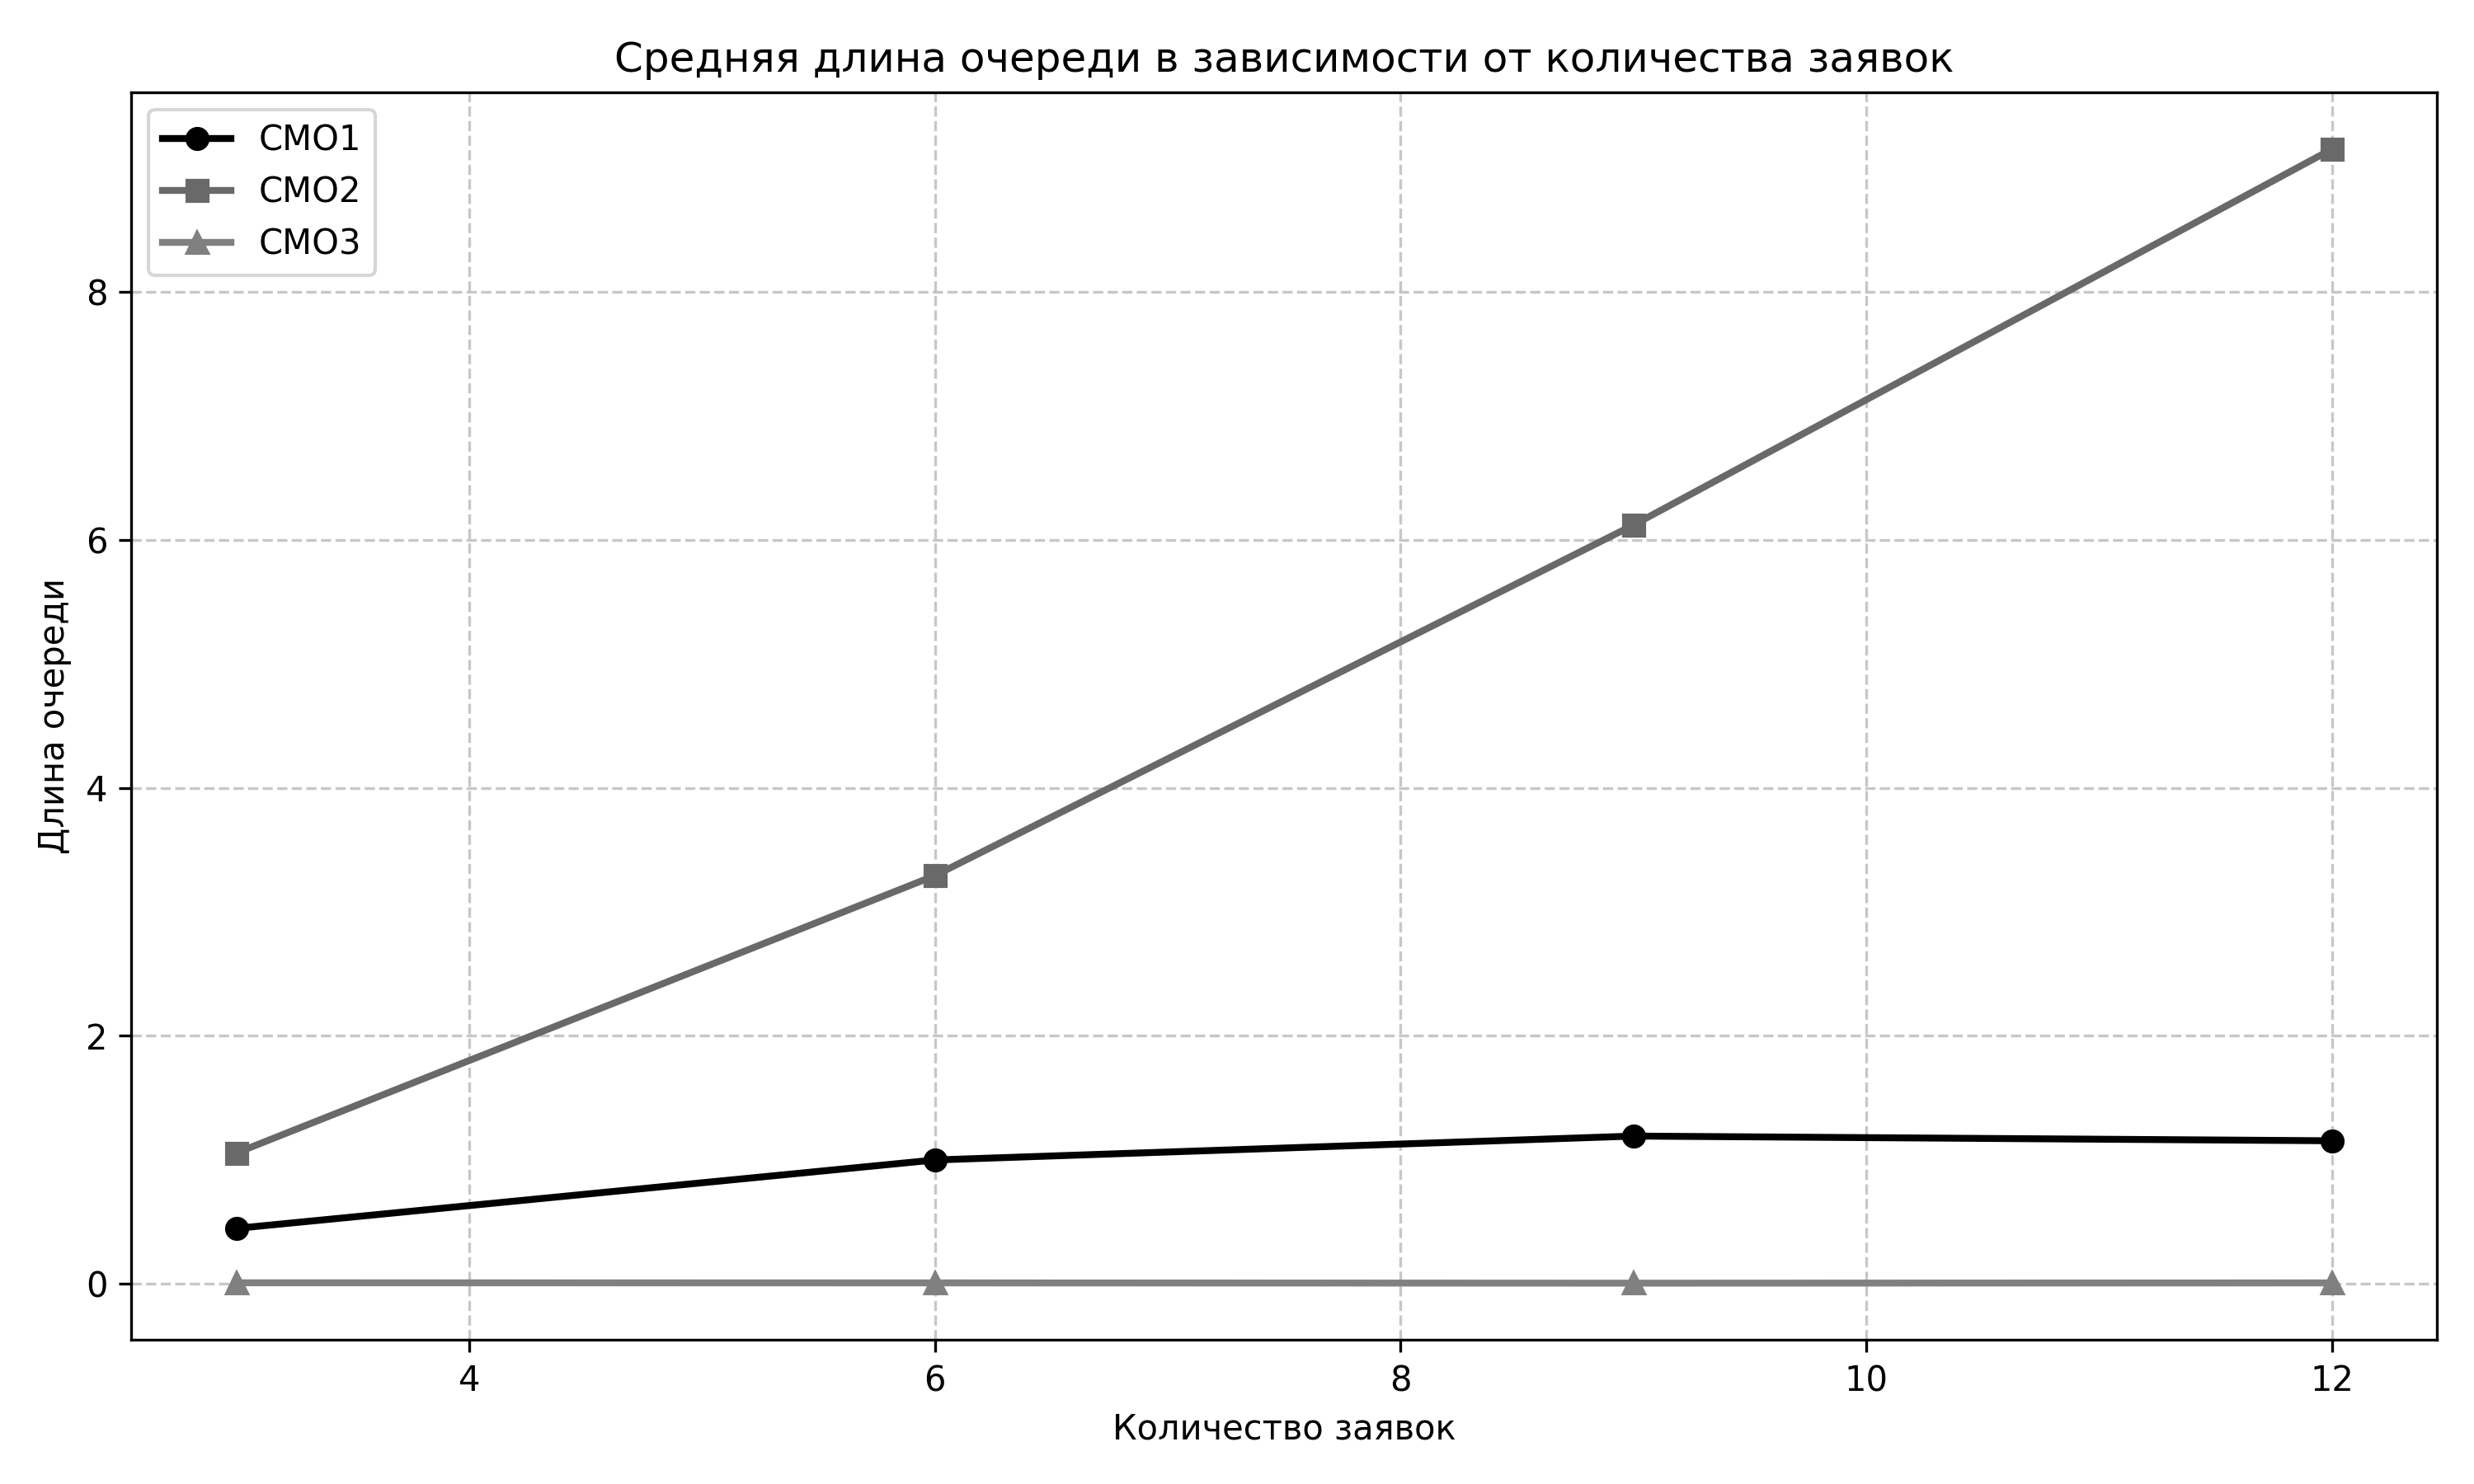 Средняя длина очереди в зависимости от количества заявок
СМО1
СМО2
СМО3
8
6
4
2
0
Длина очереди
4 6 8 10 12
Количество заявок